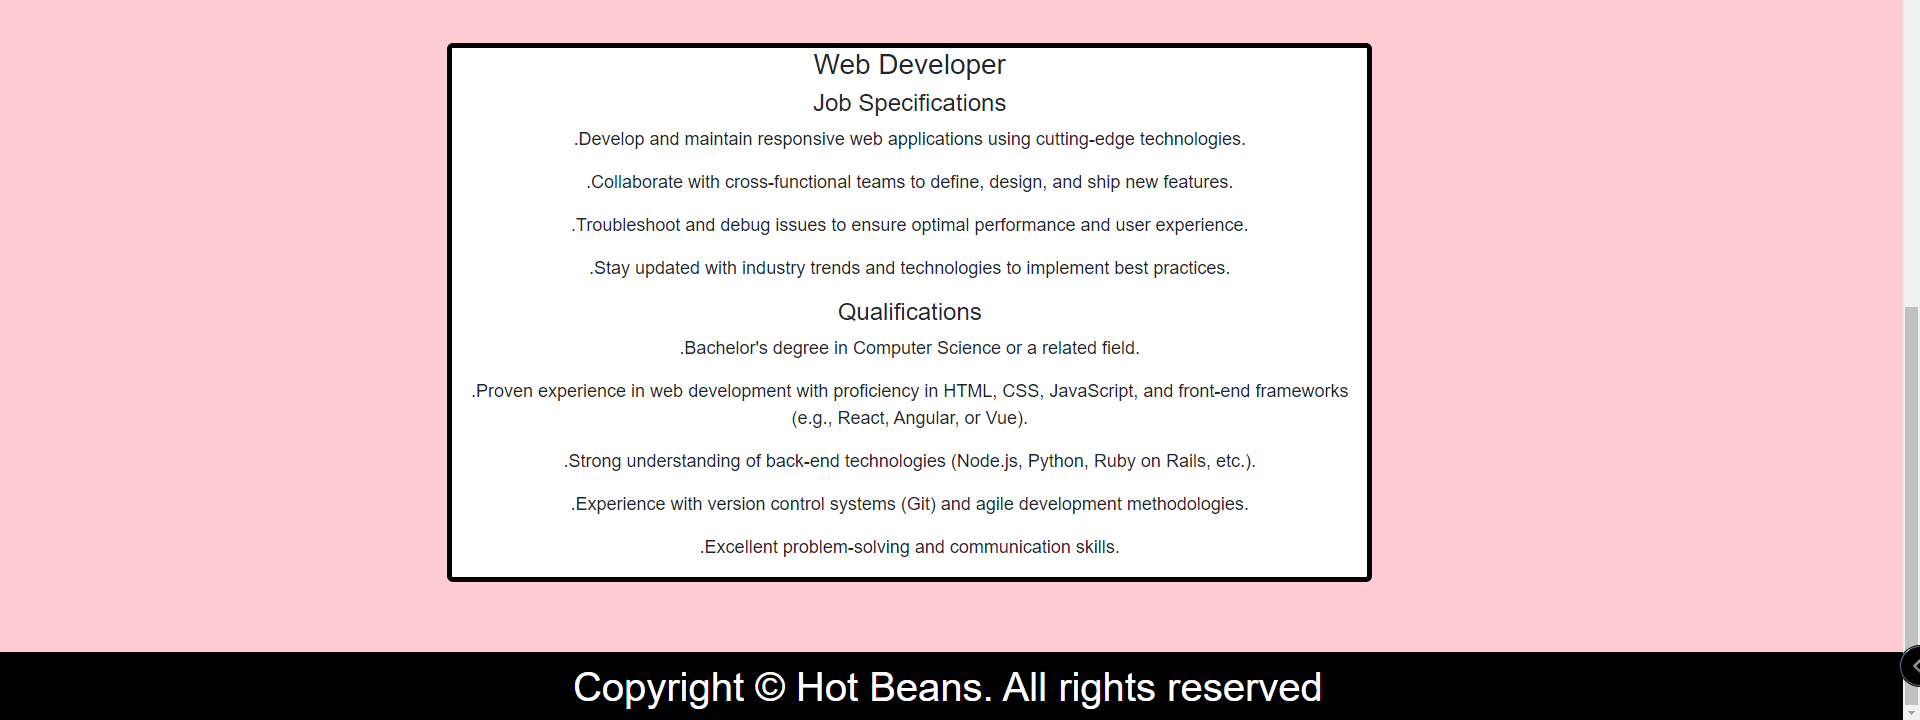 Web Developer
Job Specifications
.Develop and maintain responsive web applications using cutting-edge technologies.
.Collaborate with cross-functional teams to define, design, and ship new features.
.Troubleshoot and debug issues to ensure optimal performance and user experience.
.Stay updated with industry trends and technologies to implement best practices.
Qualifications
.Bachelor's degree in Computer Science or a related field.
.Proven experience in web development with proficiency in HTML, CSS, JavaScript, and front-end frameworks
(e.g., React, Angular, or Vue).
.Strong understanding of back-end technologies (Node.js, Python, Ruby on Rails, etc.).
.Experience with version control systems (Git) and agile development methodologies.
.Excellent problem-solving and communication skills.
Copyright © Hot Beans. All rights reserved